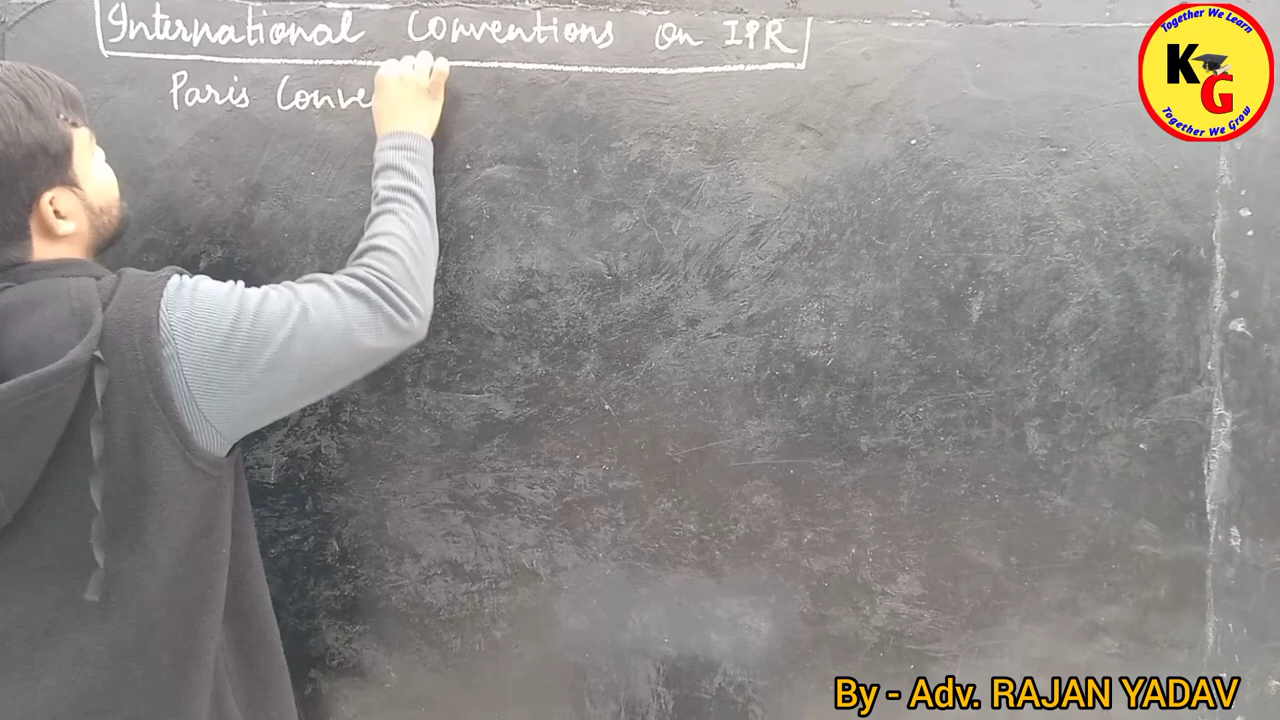 International Conventions on IPR
Paris Conve
Together We Learn
KG
Together We Grow
By - Adv. RAJAN YADAV